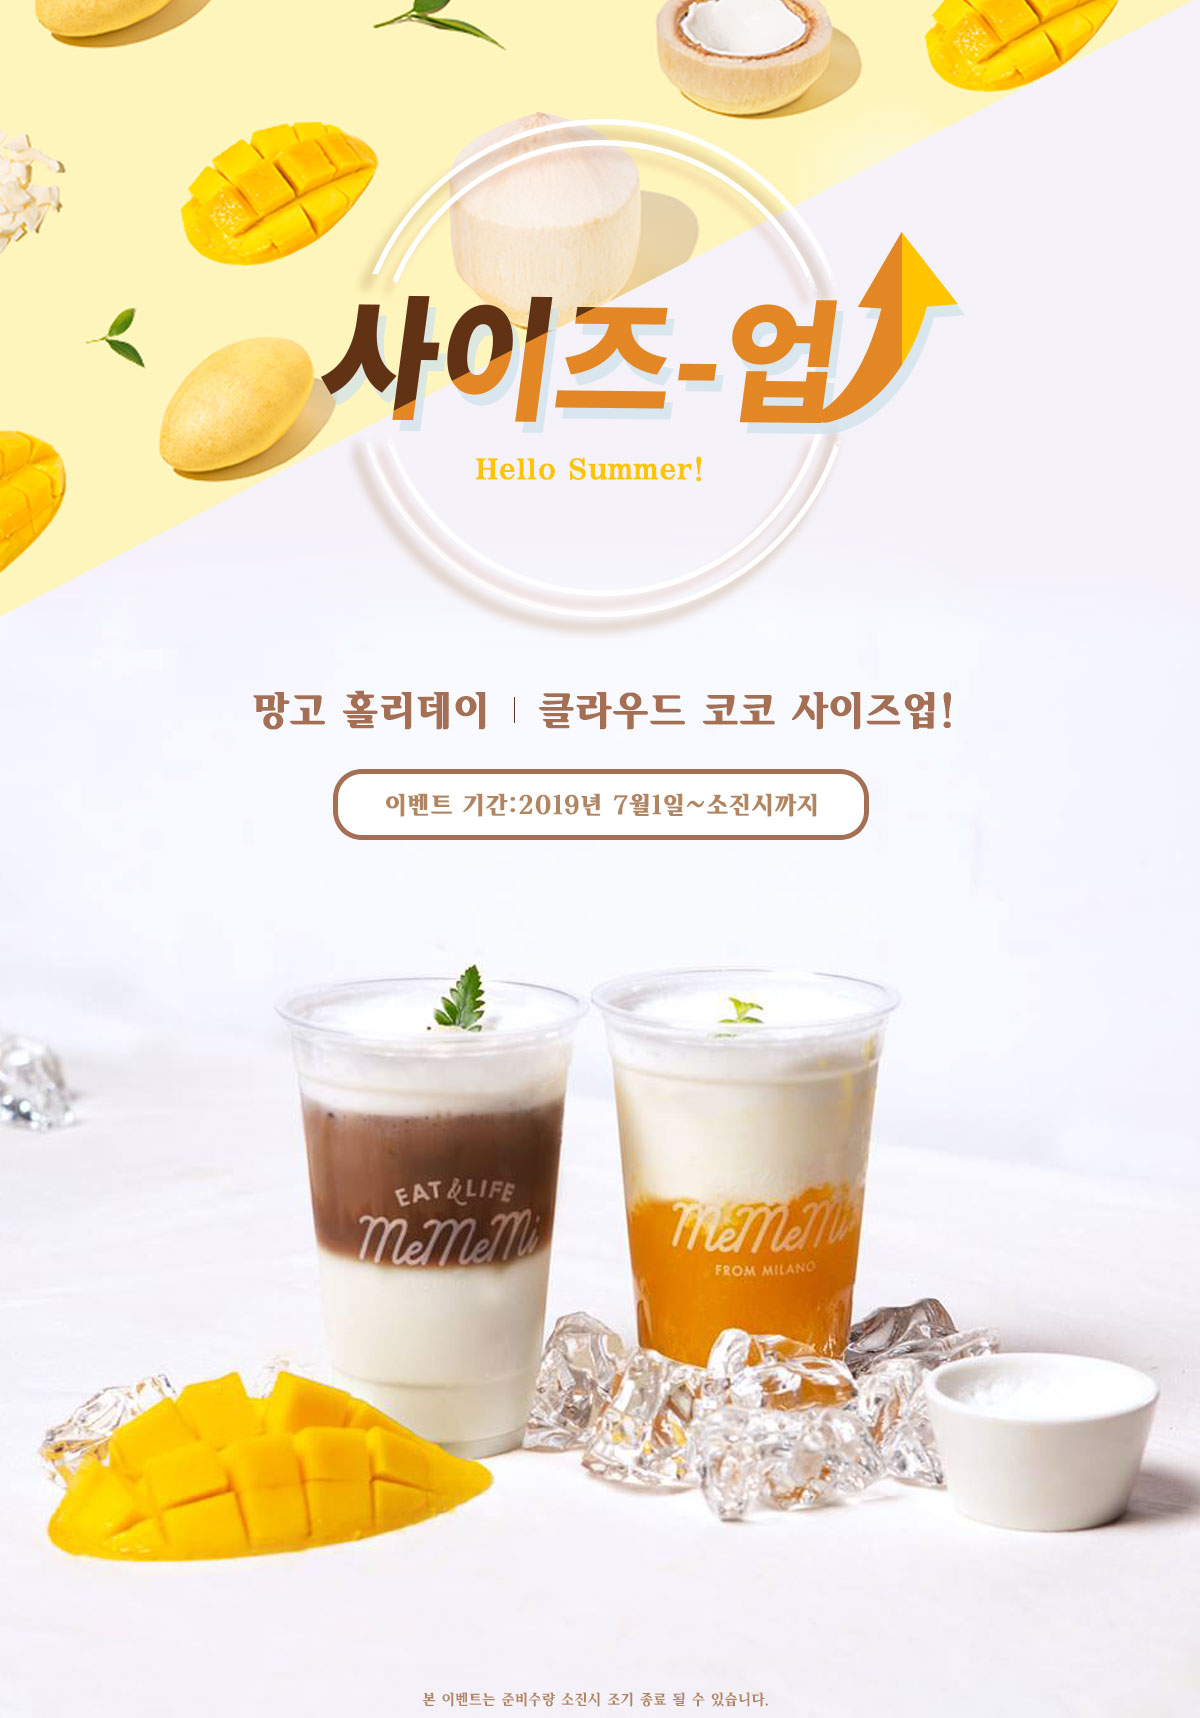 사이즈-업
Hello Summer!
망고 홀리데이 | 클라우드 코코 사이즈업!
이벤트 기간:2019년 7월1일~소진시까지
EAT & LIFE
MeMeMi
MeMeMi
FROM MILANO
본 이벤트는 준비수량 소진시 조기 종료 될 수 있습니다.